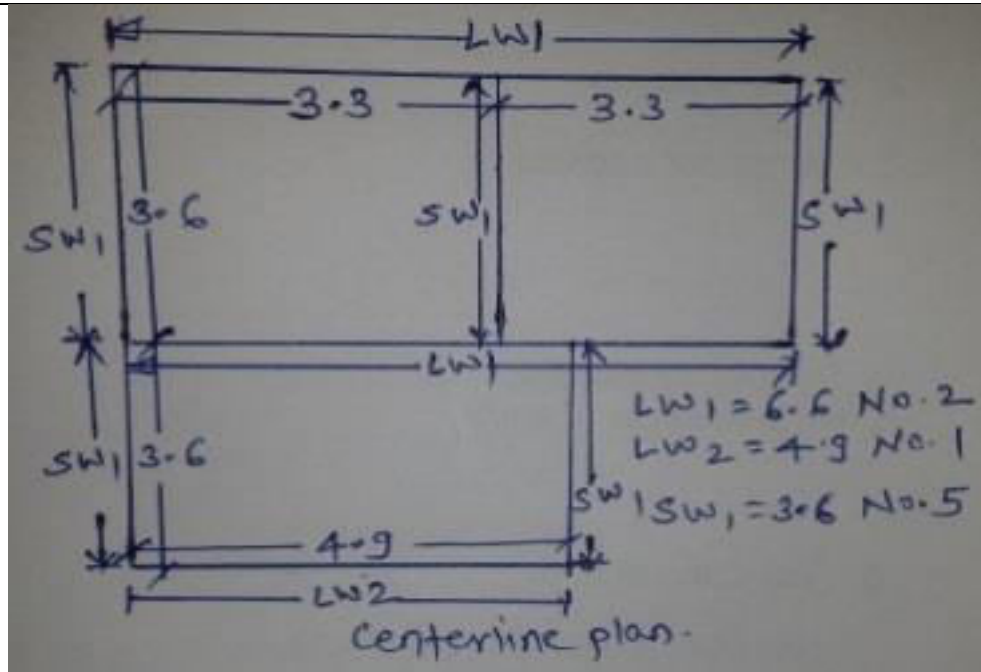 LW1
3.3
3.3
SW1
3.6
SW1
SW1
LW1
LW1 = 6.6 No. 2
LW2 = 4.9 No. 1
SW1 = 3.6 No. 5
SW1
3.6
SW1
4.9
LW2
Centerline plan.